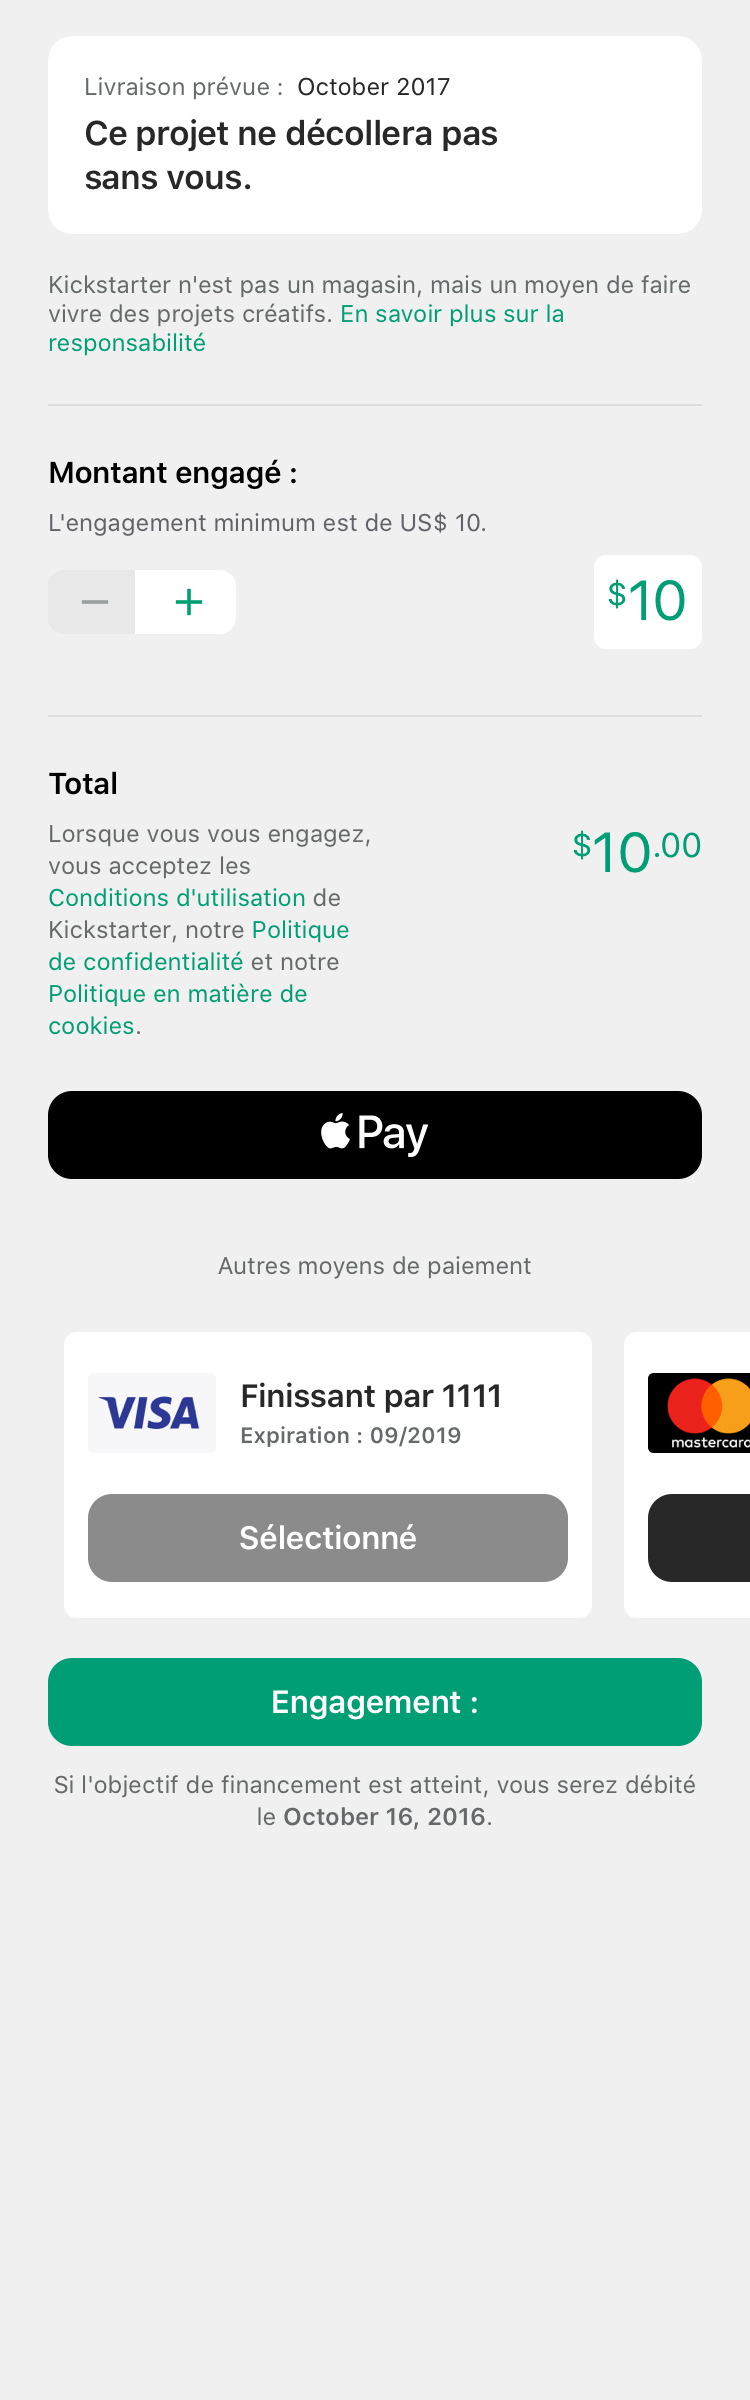 Livraison prévue : October 2017
Ce projet ne décollera pas
sans vous.
Kickstarter n'est pas un magasin, mais un moyen de faire
vivre des projets créatifs. En savoir plus sur la
responsabilité
Montant engagé :
L'engagement minimum est de US$ 10.
$10
Total
Lorsque vous vous engagez,
vous acceptez les
Conditions d'utilisation de
Kickstarter, notre Politique
de confidentialité et notre
Politique en matière de
cookies.
$10.00
Pay
Autres moyens de paiement
VISA
Finissant par 1111
Expiration : 09/2019
Sélectionné
mastercard
Engagement :
Si l'objectif de financement est atteint, vous serez débité
le October 16, 2016.